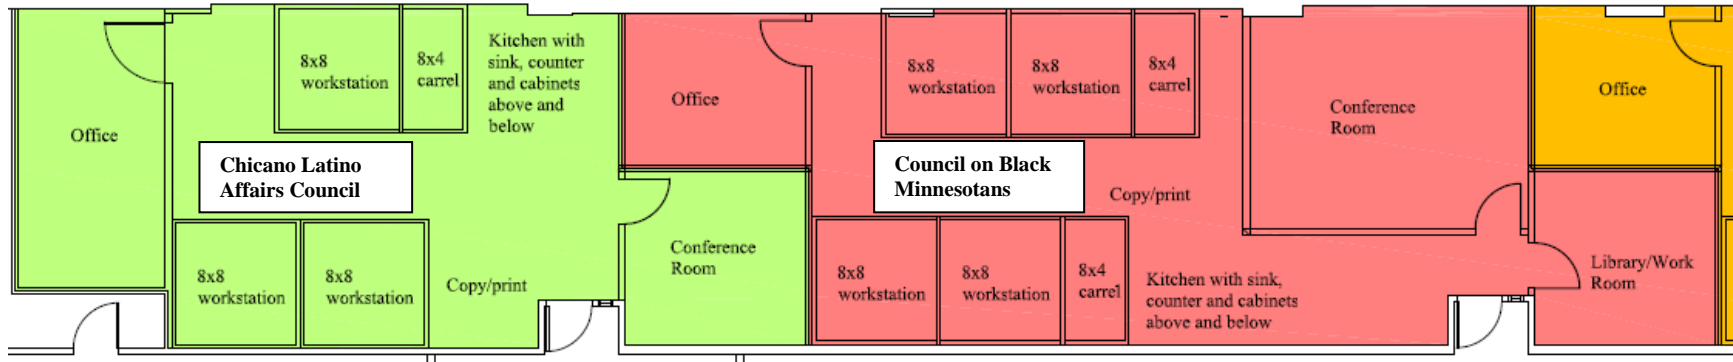 Office
8x8
workstation
8x4
carrel
Kitchen with
sink, counter
and cabinets
above and
below
Chicano Latino
Affairs Council
8x8
workstation
8x8
workstation
Copy/print
Office
Conference
Room
8x8
workstation
8x8
workstation
8x4
carrel
Council on Black
Minnesotans
Copy/print
8x8
workstation
8x8
workstation
8x4
carrel
Kitchen with sink,
counter and cabinets
above and below
Conference
Room
Office
Library/Work
Room